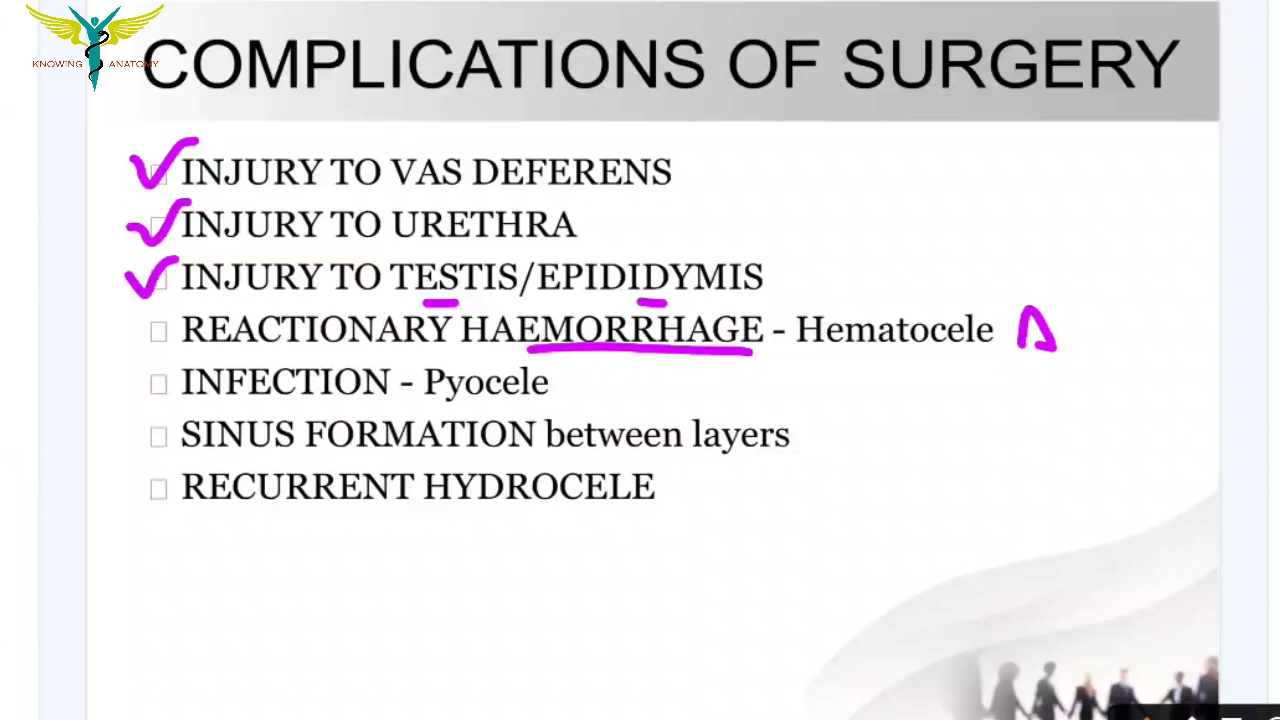 KNOWING ANATOMY
COMPLICATIONS OF SURGERY
INJURY TO VAS DEFERENS
INJURY TO URETHRA
INJURY TO TESTIS/EPIDIDYMIS
REACTIONARY HAEMORRHAGE - Hematocele
INFECTION - Pyocele
SINUS FORMATION between layers
RECURRENT HYDROCELE